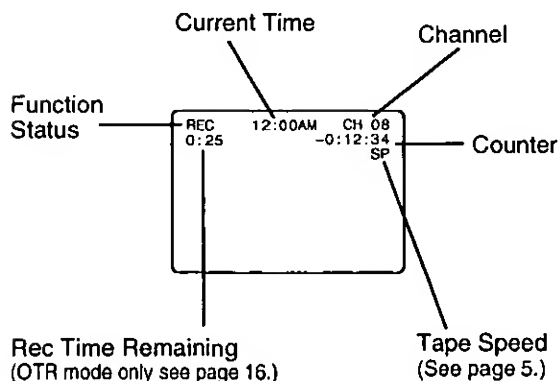 Current Time
Channel
Function
Status
REC 12:00AM CH 08
0:25 -0:12:34
SP
Counter
Rec Time Remaining
(OTR mode only see page 16.)
Tape Speed
(See page 5.)